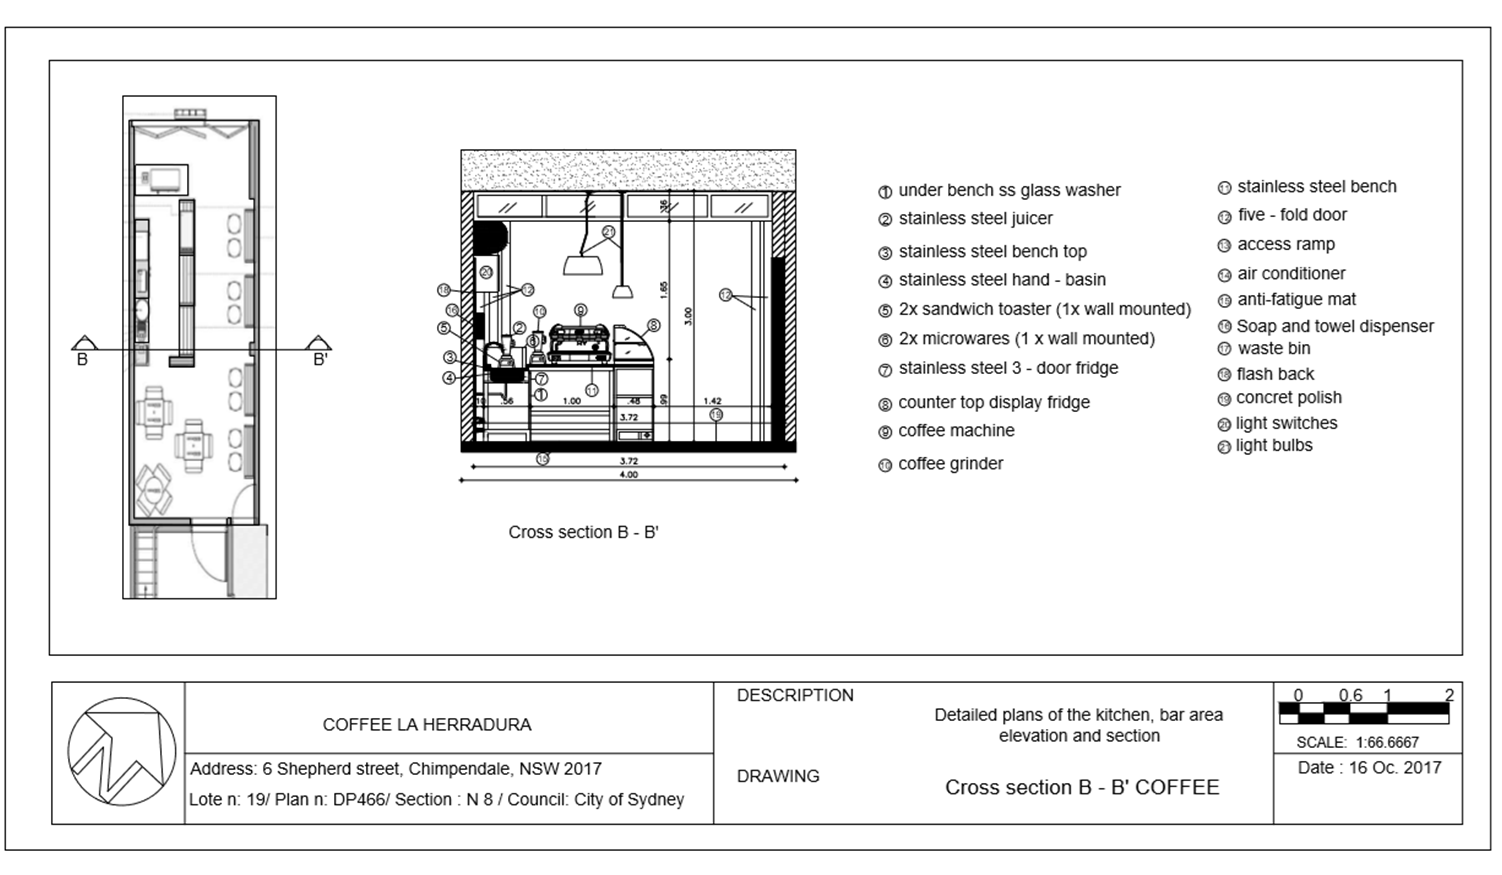 B
B'
.36
21
20
18
12
16
10
2
9
8
5
6
3
4
7
1
11
12
1.65
3.00
.99
.10
.56
1.00
.48
1.42
3.72
19
15
3.72
4.00
Cross section B - B'
1 under bench ss glass washer
2 stainless steel juicer
3 stainless steel bench top
4 stainless steel hand - basin
5 2x sandwich toaster (1x wall mounted)
6 2x microwares (1 x wall mounted)
7 stainless steel 3 - door fridge
8 counter top display fridge
9 coffee machine
10 coffee grinder
11 stainless steel bench
12 five - fold door
13 access ramp
14 air conditioner
15 anti-fatigue mat
16 Soap and towel dispenser
17 waste bin
18 flash back
19 concret polish
20 light switches
21 light bulbs
COFFEE LA HERRADURA
Address: 6 Shepherd street, Chimpendale, NSW 2017
Lote n: 19/ Plan n: DP466/ Section : N 8 / Council: City of Sydney
DESCRIPTION
Detailed plans of the kitchen, bar area
elevation and section
DRAWING
Cross section B - B' COFFEE
0 0.6 1 2
SCALE: 1:66.6667
Date : 16 Oc. 2017